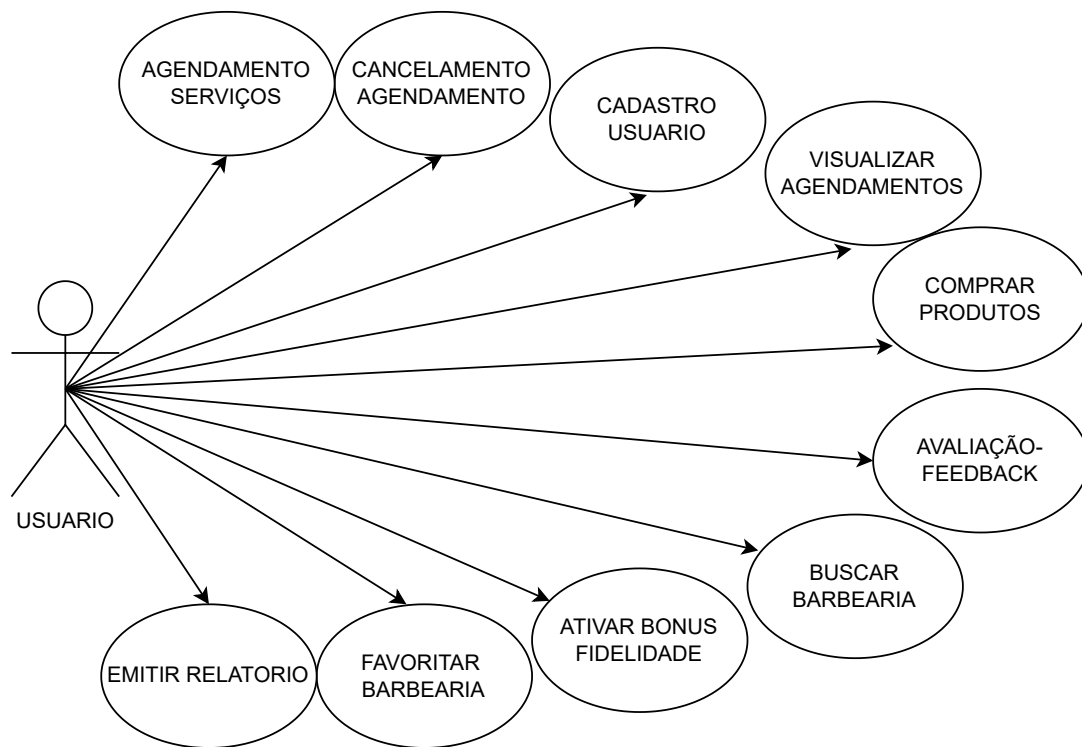 AGENDAMENTO
SERVIÇOS
CANCELAMENTO
AGENDAMENTO
CADASTRO
USUARIO
VISUALIZAR
AGENDAMENTOS
COMPRAR
PRODUTOS
AVALIAÇÃO-
FEEDBACK
USUARIO
BUSCAR
BARBEARIA
ATIVAR BONUS
FIDELIDADE
FAVORITAR
BARBEARIA
EMITIR RELATORIO